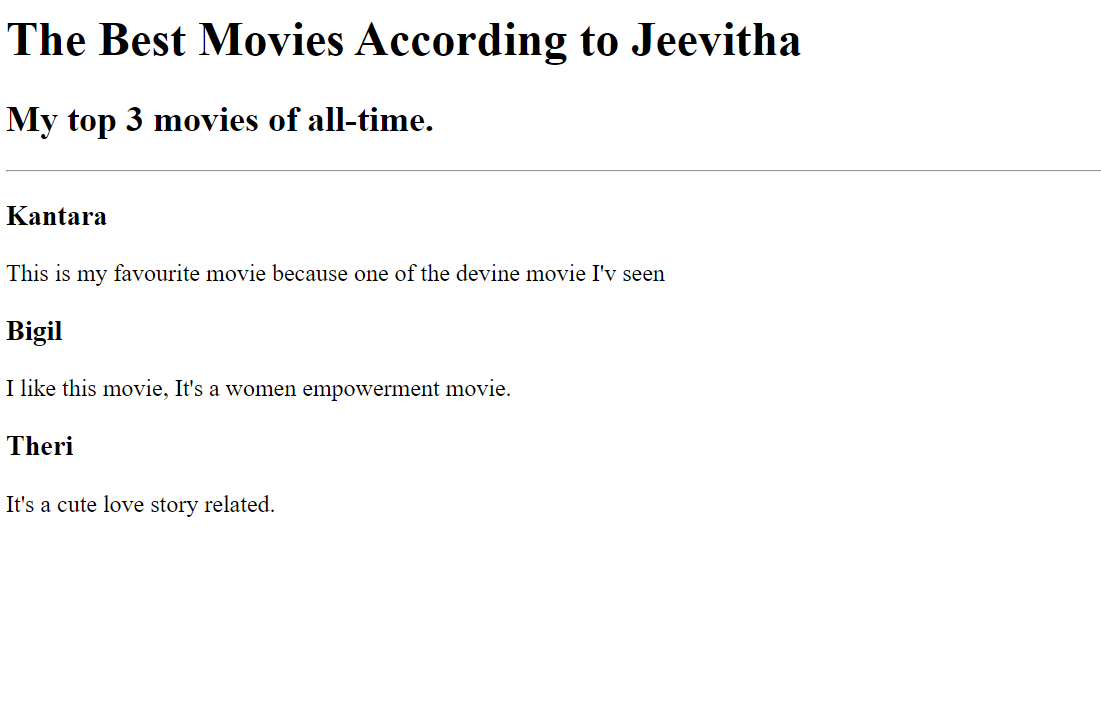 The Best Movies According to Jeevitha
My top 3 movies of all-time.
Kantara
This is my favourite movie because one of the devine movie I'v seen
Bigil
I like this movie, It's a women empowerment movie.
Theri
It's a cute love story related.